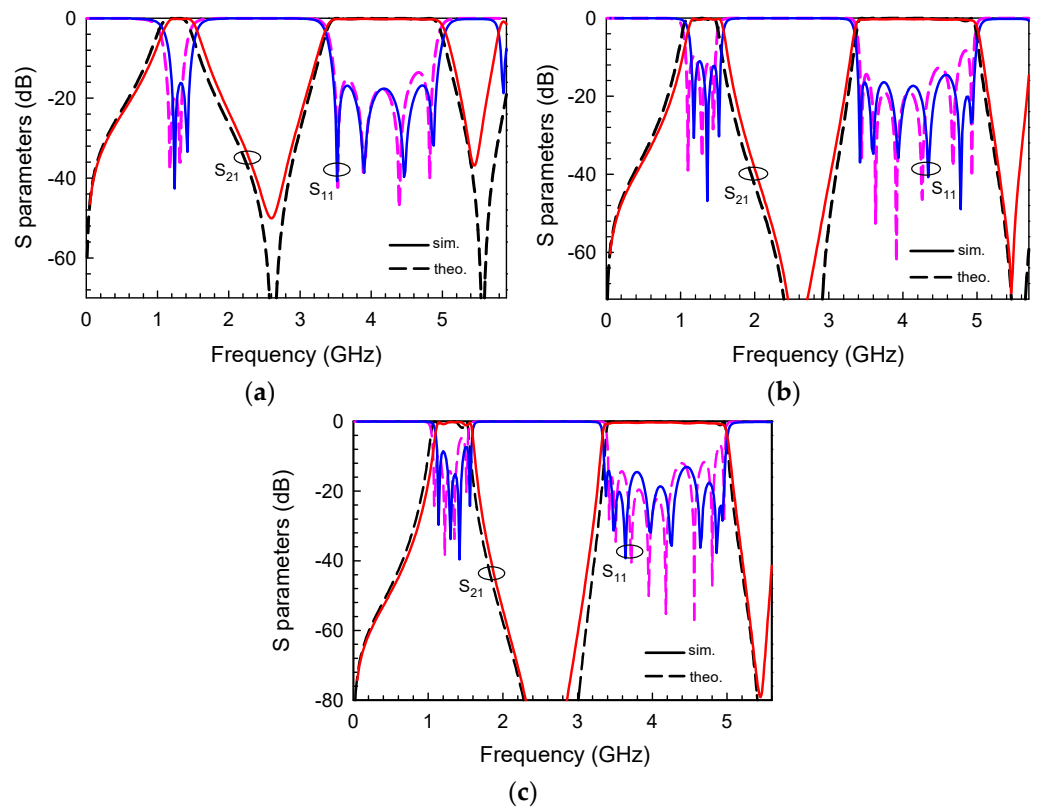 0
-20
-40
-60
S parameters (dB)
S21
S11
sim.
theo.
0 1 2 3 4 5
Frequency (GHz)
(a)
0
-20
-40
-60
S parameters (dB)
S21
S11
sim.
theo.
0 1 2 3 4 5
Frequency (GHz)
(b)
0
-20
-40
-60
-80
S parameters (dB)
S21
S11
sim.
theo.
0 1 2 3 4 5
Frequency (GHz)
(c)